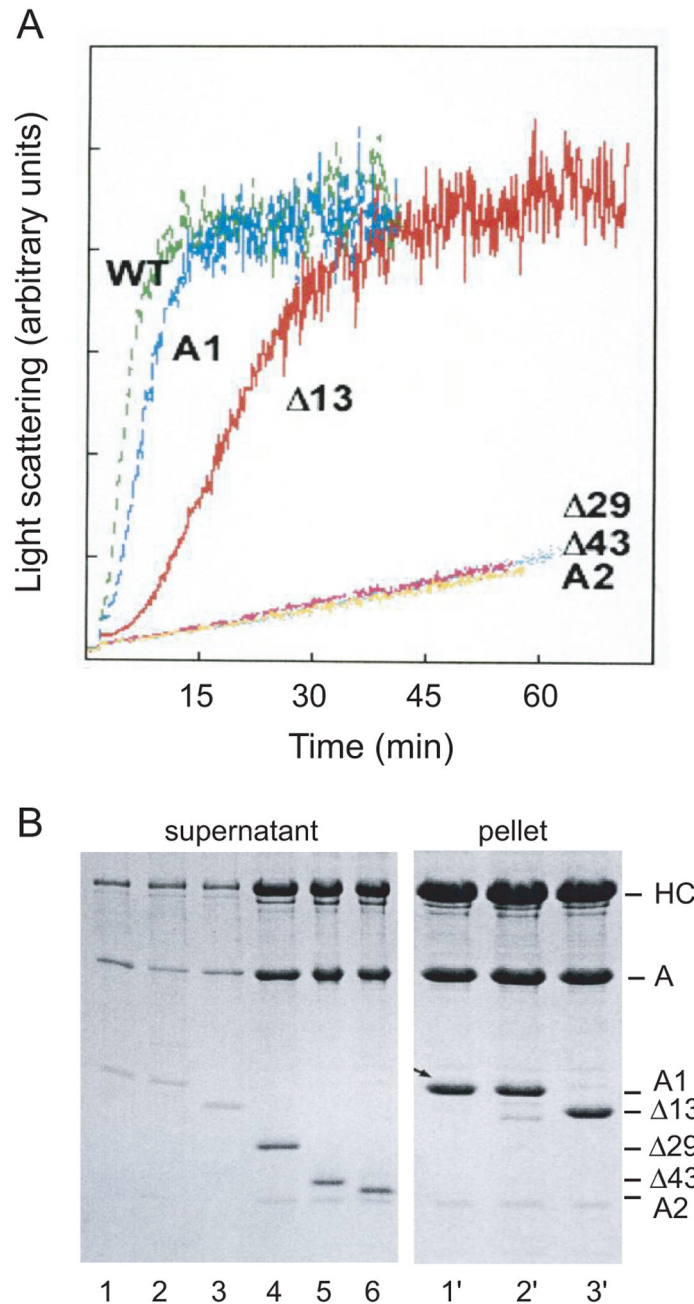 A
Light scattering (arbitrary units)
WT
A1
Δ13
Δ29
Δ43
A2
15 30 45 60
Time (min)
B
supernatant pellet
HC
A
A1
Δ13
Δ29
Δ43
A2
1 2 3 4 5 6 1' 2' 3'